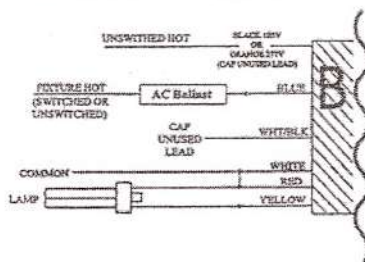 UNSWITHED HOT
BLACK 120V
OR
ORANGE 277V
(CAP UNUSED LEAD)
FIXTURE HOT
(SWITCHED OR
UNSWITCHED)
AC Ballast
BLUE
CAP
UNUSED
LEAD
WHT/BLK
COMMON
WHITE
RED
LAMP
YELLOW